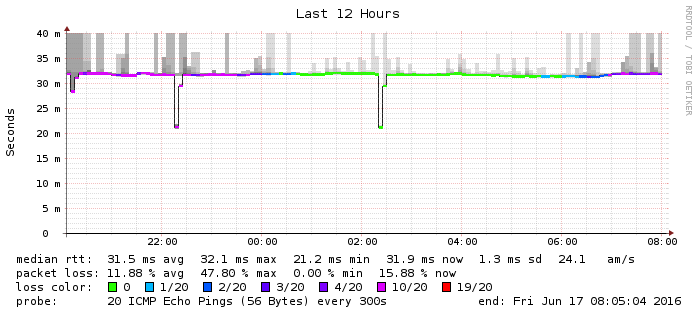 Last 12 Hours
RRDTOOL / TOBI OETIKER
Seconds
40 m
35 m
30 m
25 m
20 m
15 m
10 m
5 m
0
22:00 00:00 02:00 04:00 06:00 08:00
median rtt: 31.5 ms avg 32.1 ms max 21.2 ms min 31.9 ms now 1.3 ms sd 24.1 am/s
packet loss: 11.88 % avg 47.80 % max 0.00 % min 15.88 % now
loss color: 0 1/20 2/20 3/20 4/20 10/20 19/20
probe: 20 ICMP Echo Pings (56 Bytes) every 300s end: Fri Jun 17 08:05:04 2016